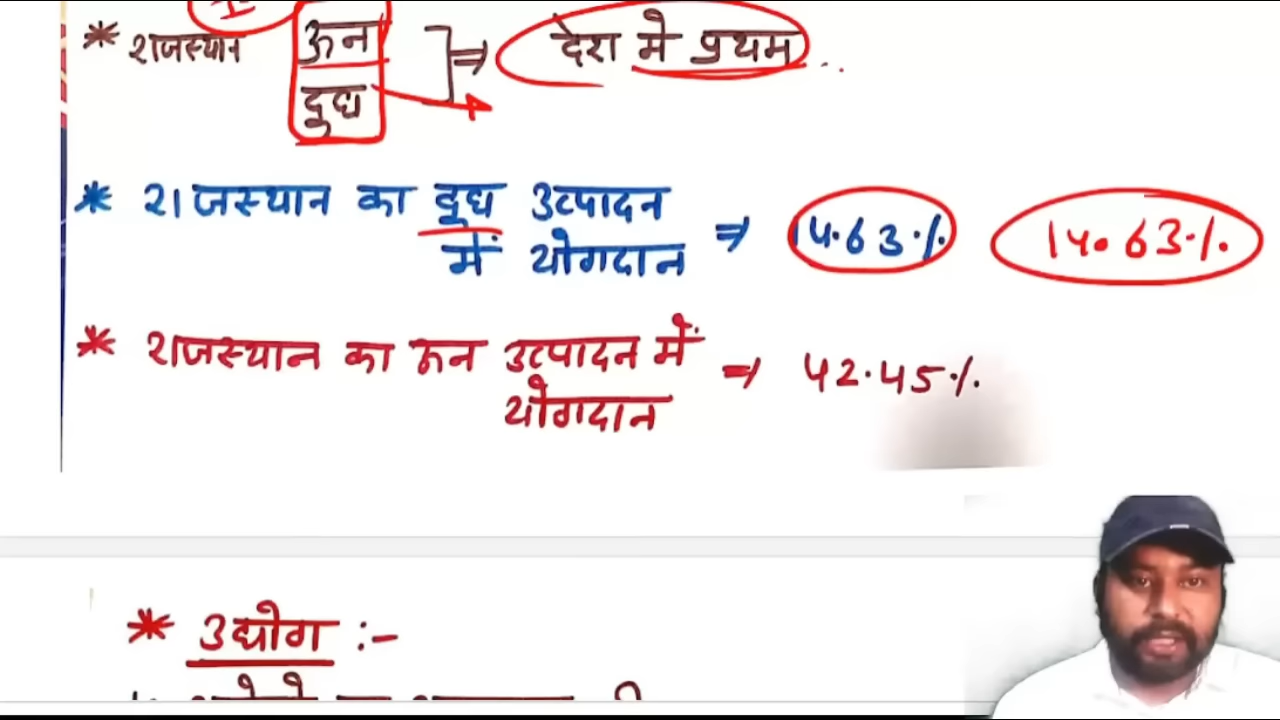 * राजस्थान ऊन ⇒ देश में प्रथम ..
दुध
* राजस्थान का दुध उत्पादन
में योगदान ⇒ 14.63% 14.63%
* राजस्थान का ऊन उत्पादन में
योगदान ⇒ 42.45%
* उद्योग :-